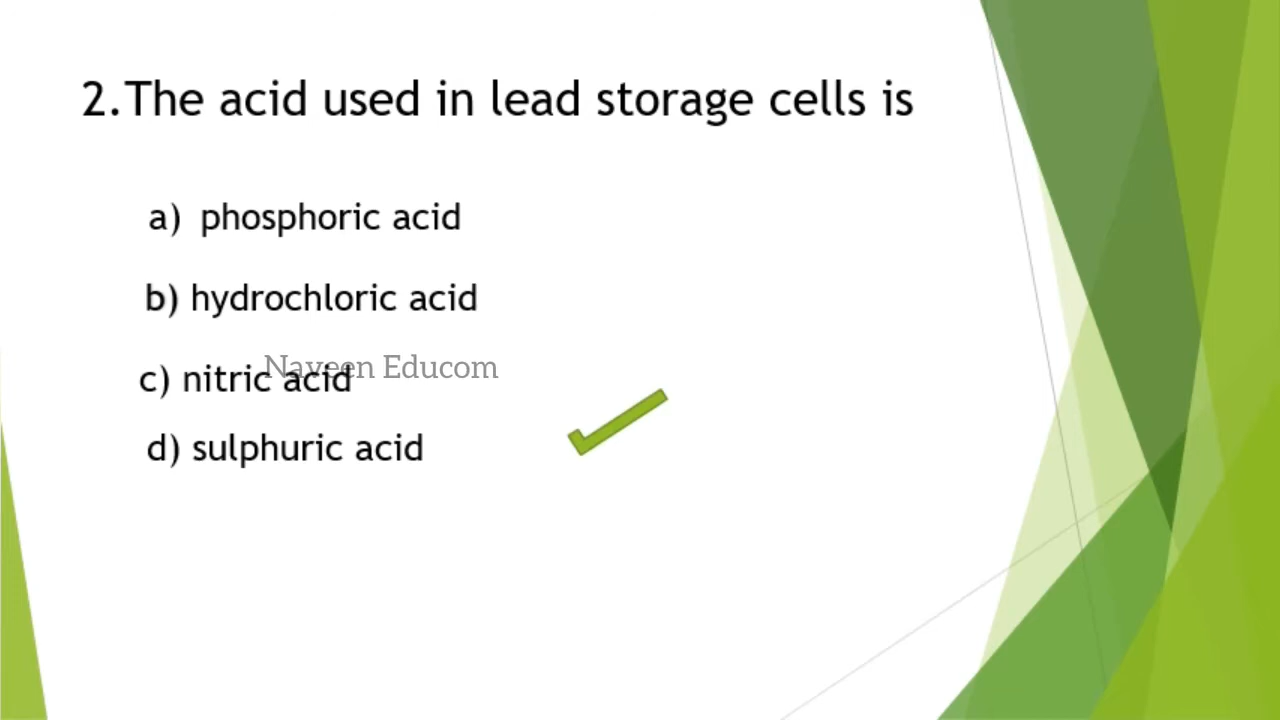 2.The acid used in lead storage cells is
a) phosphoric acid
b) hydrochloric acid
Naveen Educom
c) nitric acid
d) sulphuric acid